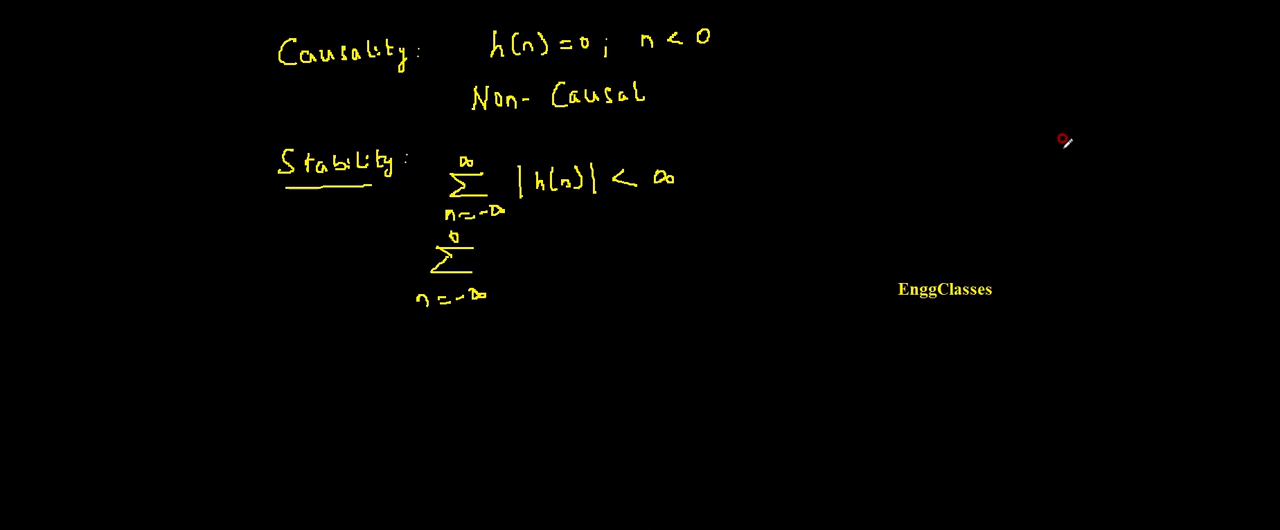 Causality: h(n) = 0 ; n < 0
Non-Causal
Stability: ∞∑n=-∞ |h(n)| < ∞
0∑n=-∞
EnggClasses